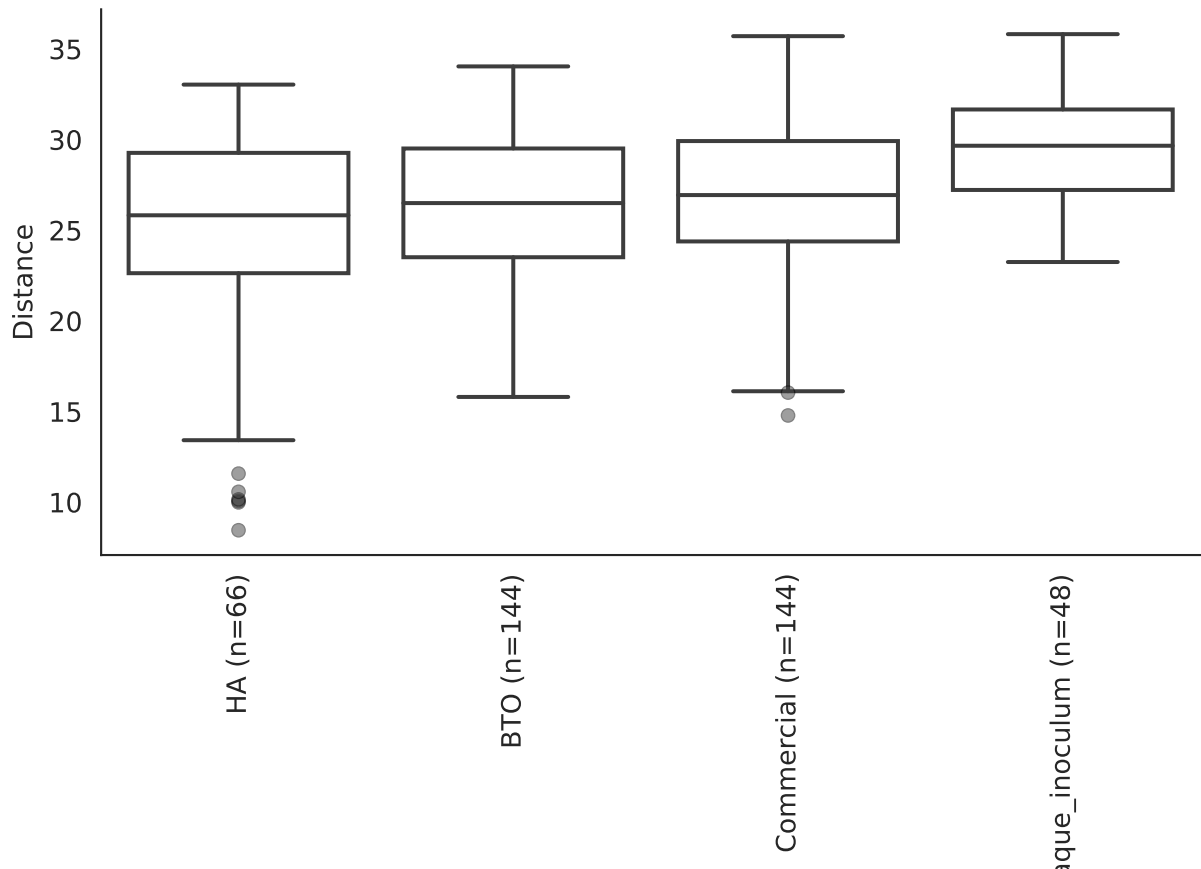 35
30
25
20
15
10
Distance
HA (n=66)
BTO (n=144)
Commercial (n=144)
aque_inoculum (n=48)